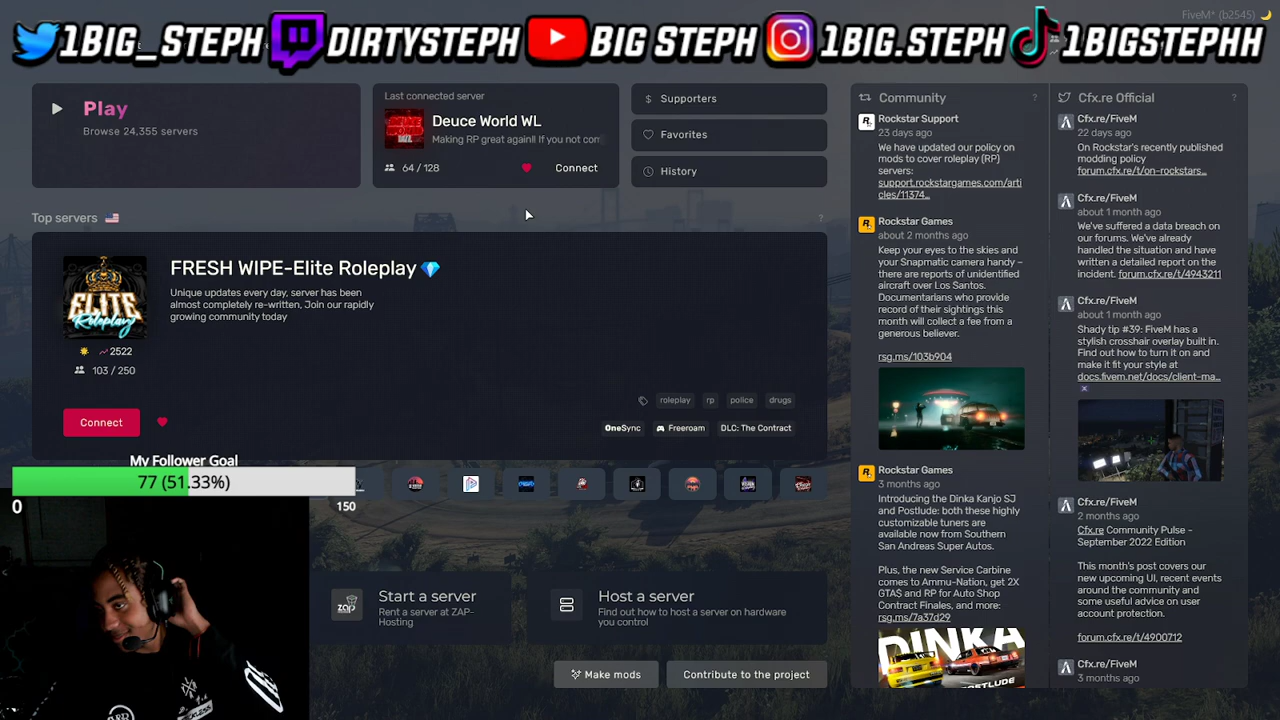 FiveM* (b2545)
1BIG_STEPH
DIRTYSTEPH
BIG STEPH
1BIG.STEPH
1BIGSTEPHH
Play
Browse 24,355 servers
Last connected server
Deuce World WL
Making RP great again!! If you not com
64 / 128
Connect
$ Supporters
Favorites
History
Top servers
?
FRESH WIPE-Elite Roleplay
Unique updates every day, server has been
almost completely re-written, Join our rapidly
growing community today
ELITE
Roleplay
2522
103 / 250
Connect
roleplay
rp
police
drugs
OneSync
Freeroam
DLC: The Contract
My Follower Goal
77 (51.33%)
0
150
ZAP
Start a server
Rent a server at ZAP-
Hosting
Host a server
Find out how to host a server on hardware
you control
Make mods
Contribute to the project
Community
?
Rockstar Support
23 days ago
We have updated our policy on
mods to cover roleplay (RP)
servers:
support.rockstargames.com/arti
cles/11374…
Rockstar Games
about 2 months ago
Keep your eyes to the skies and
your Snapmatic camera handy –
there are reports of unidentified
aircraft over Los Santos.
Documentarians who provide
record of their sightings this
month will collect a fee from a
generous believer.
rsg.ms/103b904
Rockstar Games
3 months ago
Introducing the Dinka Kanjo SJ
and Postlude: both these highly
customizable tuners are
available now from Southern
San Andreas Super Autos.
Plus, the new Service Carbine
comes to Ammu-Nation, get 2X
GTA$ and RP for Auto Shop
Contract Finales, and more:
rsg.ms/7a37d29
DINKA
POSTLUDE
Cfx.re Official
?
Cfx.re/FiveM
22 days ago
On Rockstar's recently published
modding policy
forum.cfx.re/t/on-rockstars…
Cfx.re/FiveM
about 1 month ago
We've suffered a data breach on
our forums. We've already
handled the situation and have
written a detailed report on the
incident. forum.cfx.re/t/4943211
Cfx.re/FiveM
about 1 month ago
Shady tip #39: FiveM has a
stylish crosshair overlay built in.
Find out how to turn it on and
make it fit your style at
docs.fivem.net/docs/client-ma…
Cfx.re/FiveM
2 months ago
Cfx.re Community Pulse –
September 2022 Edition
This month's post covers our
new upcoming UI, recent events
around the community and
some useful advice on user
account protection.
forum.cfx.re/t/4900712
Cfx.re/FiveM
3 months ago